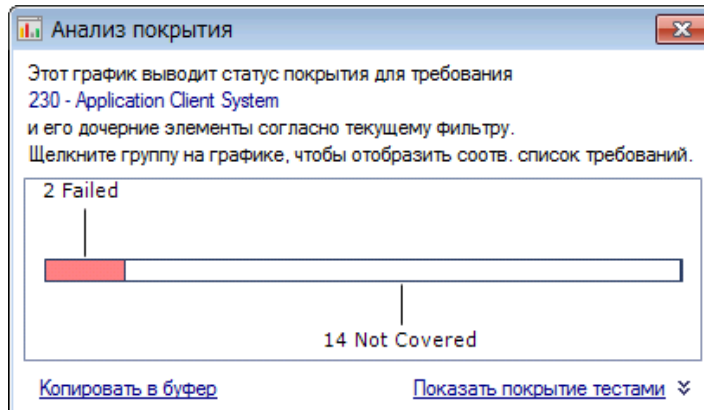 Анализ покрытия
Этот график выводит статус покрытия для требования
230 - Application Client System
и его дочерние элементы согласно текущему фильтру.
Щелкните группу на графике, чтобы отобразить соотв. список требований.
2 Failed
14 Not Covered
Копировать в буфер
Показать покрытие тестами